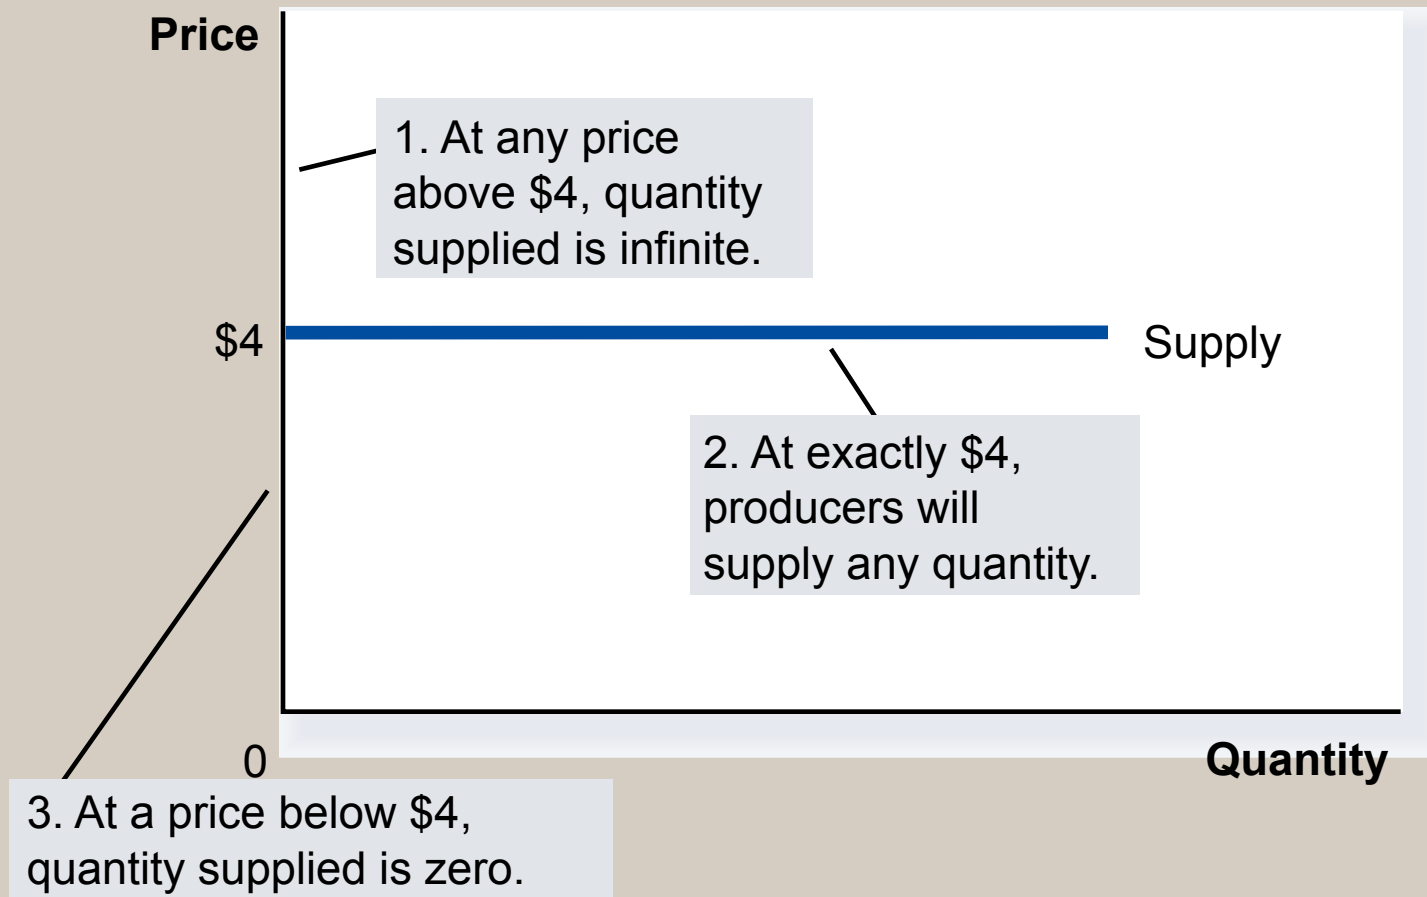 Price
1. At any price
above $4, quantity
supplied is infinite.
$4
Supply
2. At exactly $4,
producers will
supply any quantity.
0
Quantity
3. At a price below $4,
quantity supplied is zero.